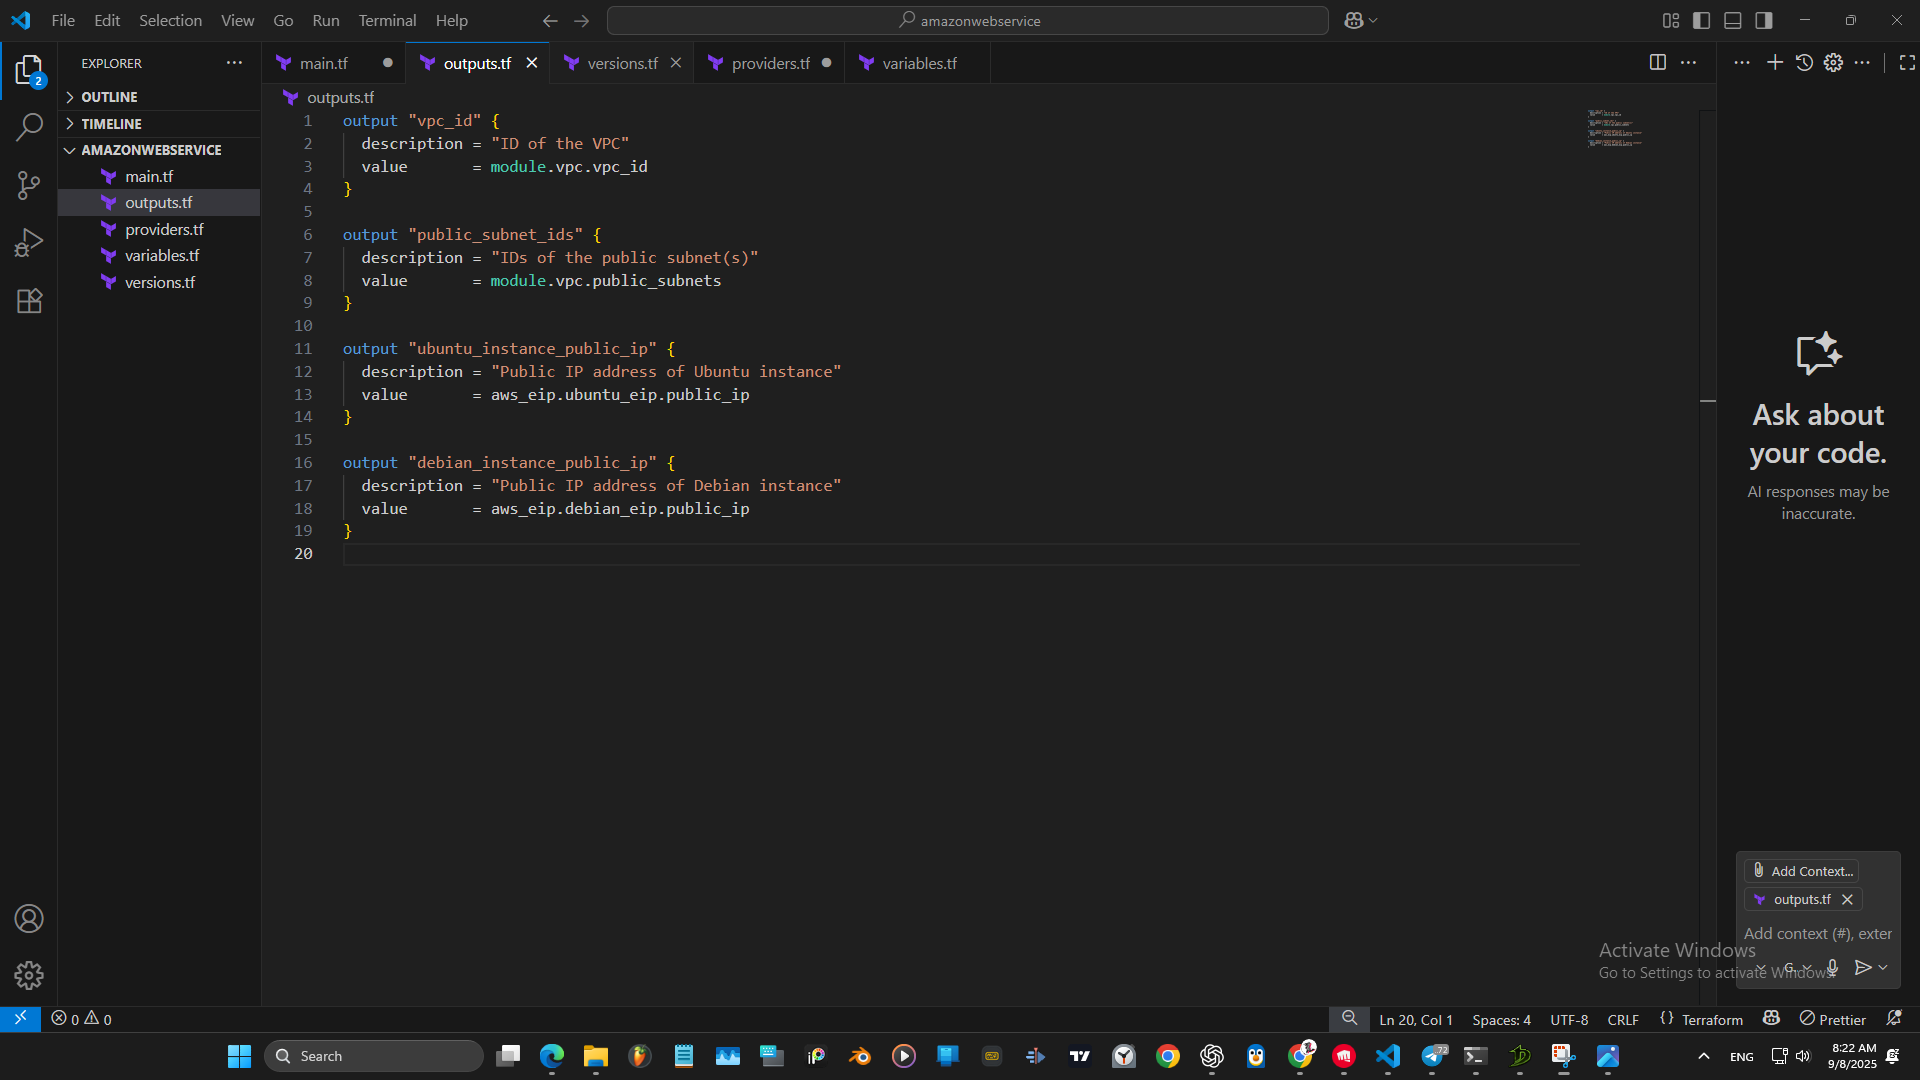 File Edit Selection View Go Run Terminal Help
amazonwebservice
EXPLORER
OUTLINE
TIMELINE
AMAZONWEBSERVICE
main.tf
outputs.tf
providers.tf
variables.tf
versions.tf
2
main.tf outputs.tf versions.tf providers.tf variables.tf
outputs.tf
1 output "vpc_id" {
2 description = "ID of the VPC"
3 value = module.vpc.vpc_id
4 }
5
6 output "public_subnet_ids" {
7 description = "IDs of the public subnet(s)"
8 value = module.vpc.public_subnets
9 }
10
11 output "ubuntu_instance_public_ip" {
12 description = "Public IP address of Ubuntu instance"
13 value = aws_eip.ubuntu_eip.public_ip
14 }
15
16 output "debian_instance_public_ip" {
17 description = "Public IP address of Debian instance"
18 value = aws_eip.debian_eip.public_ip
19 }
20
Ask about
your code.
AI responses may be
inaccurate.
Add Context...
outputs.tf
Add context (#), exter
G
Activate Windows
Go to Settings to activate Windows.
0 0
Ln 20, Col 1 Spaces: 4 UTF-8 CRLF {} Terraform Prettier
Search
72
ENG
8:22 AM
9/8/2025